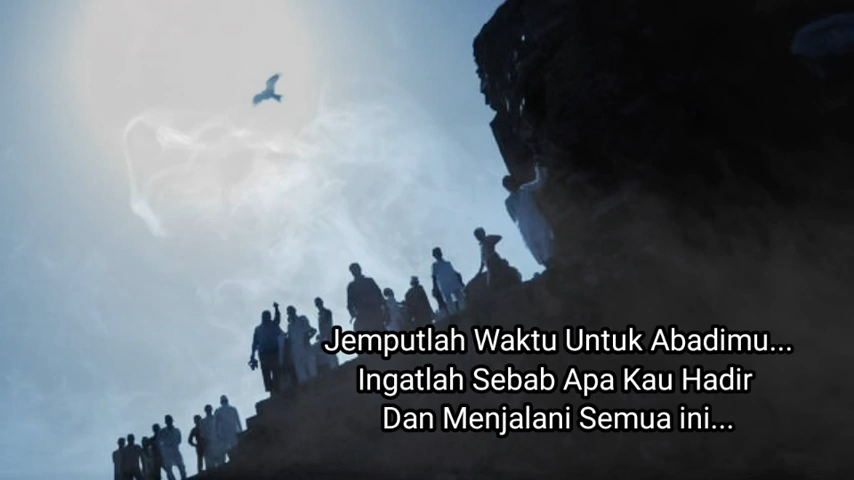 Jemputlah Waktu Untuk Abadimu...
Ingatlah Sebab Apa Kau Hadir
Dan Menjalani Semua ini...